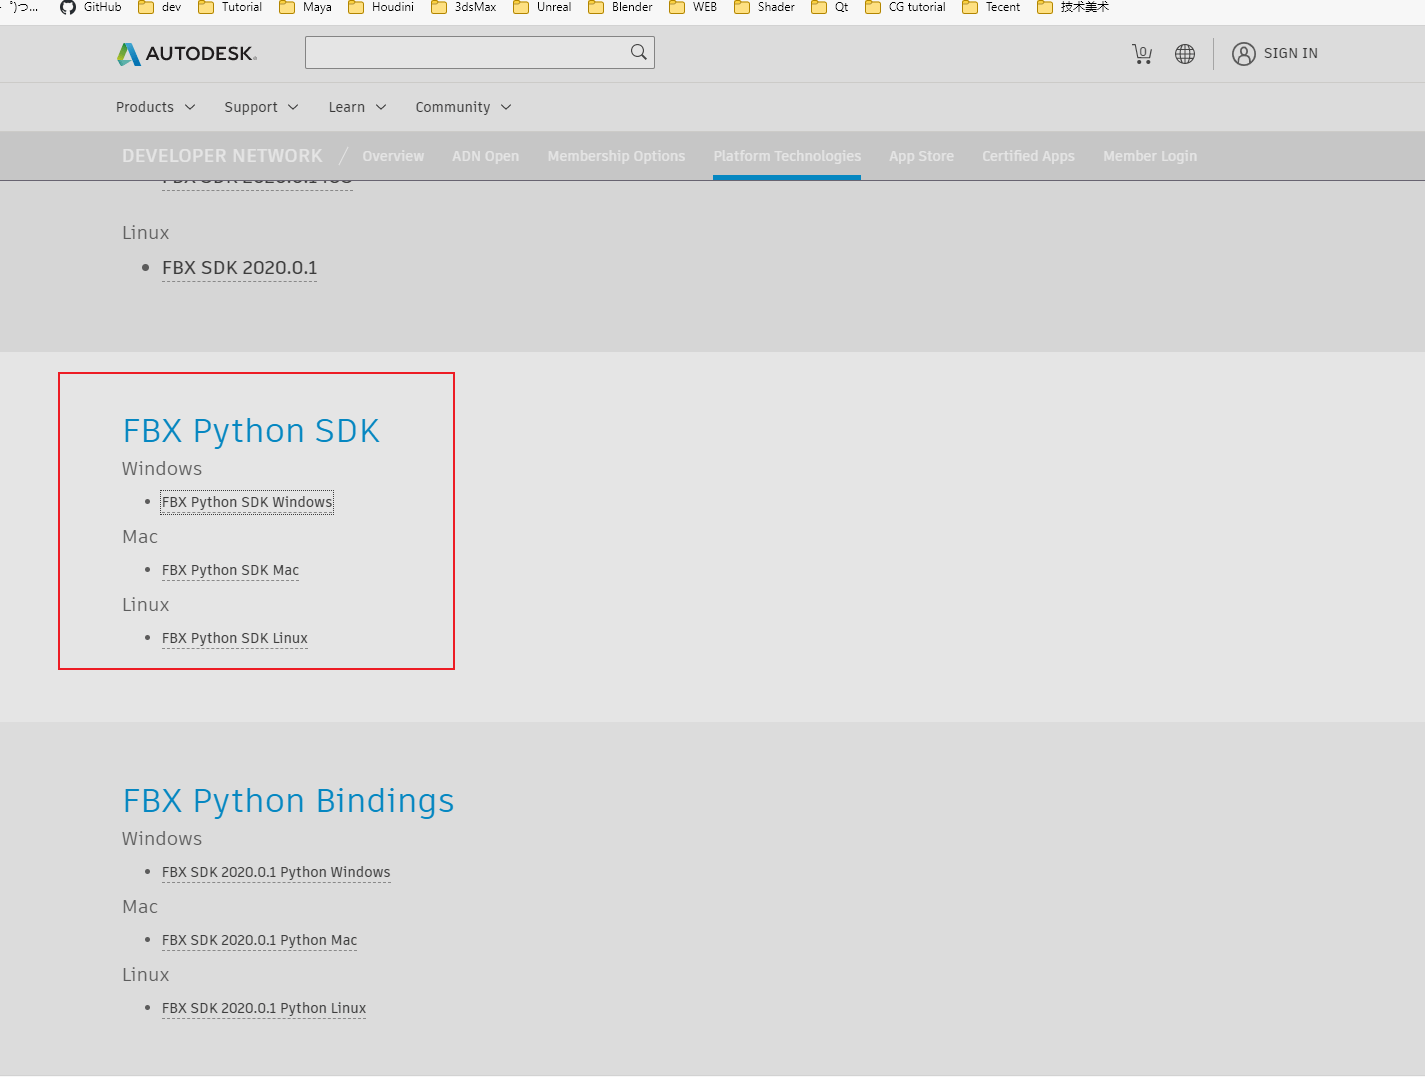 GitHub dev Tutorial Maya Houdini 3dsMax Unreal Blender WEB Shader Qt CG tutorial Tecent 技术美术
AUTODESK 0 SIGN IN
Products Support Learn Community
DEVELOPER NETWORK / Overview ADN Open Membership Options Platform Technologies App Store Certified Apps Member Login
Linux
• FBX SDK 2020.0.1
FBX Python SDK
Windows
• FBX Python SDK Windows
Mac
• FBX Python SDK Mac
Linux
• FBX Python SDK Linux
FBX Python Bindings
Windows
• FBX SDK 2020.0.1 Python Windows
Mac
• FBX SDK 2020.0.1 Python Mac
Linux
• FBX SDK 2020.0.1 Python Linux